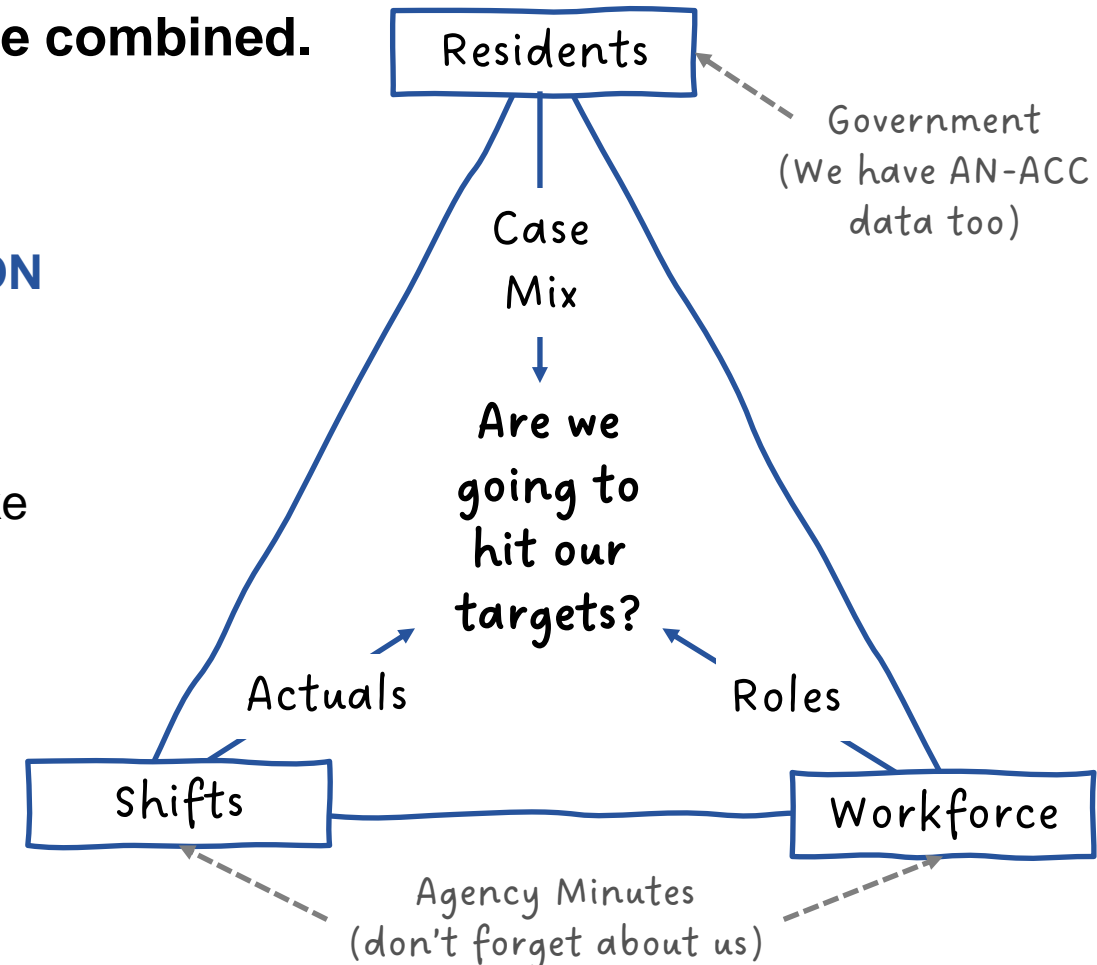 e combined.
Residents
Government
(We have AN-ACC
data too)
Case
Mix
ON
Are we
going to
hit our
targets?
e
Actuals
Roles
Shifts
Workforce
Agency Minutes
(don't forget about us)